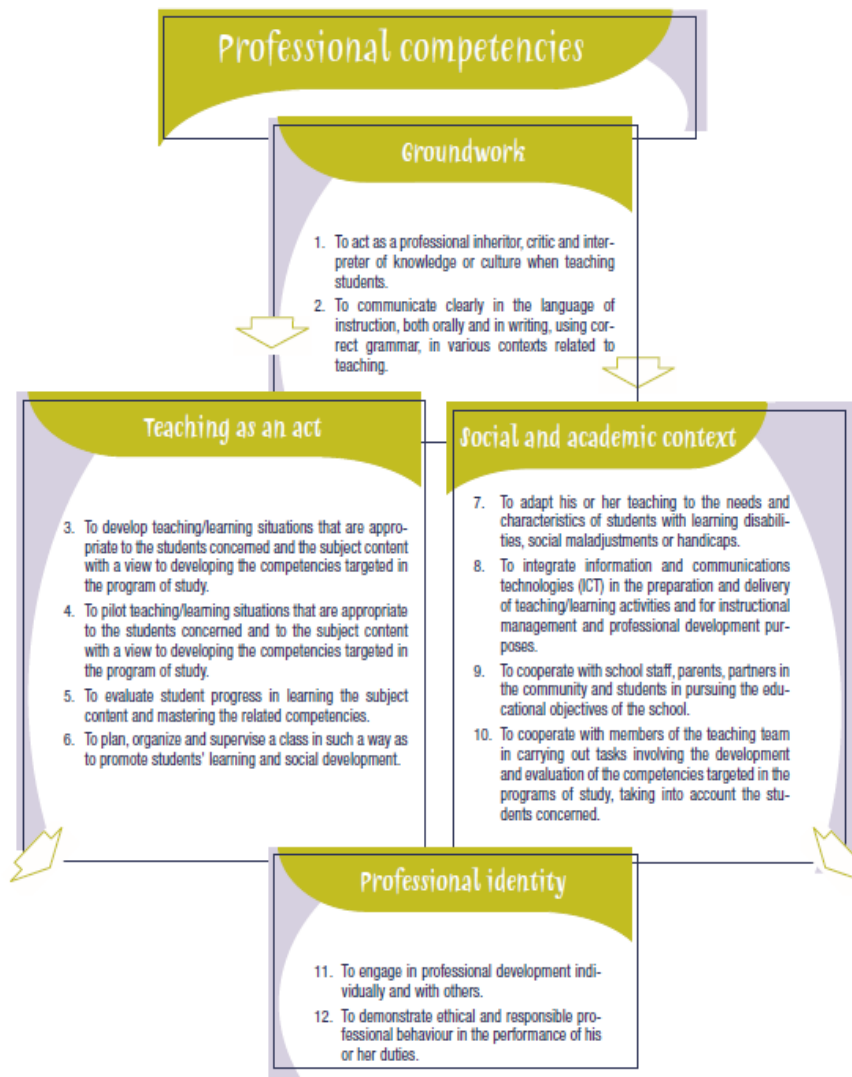 Professional competencies
Groundwork
1. To act as a professional inheritor, critic and inter-
preter of knowledge or culture when teaching
students.
2. To communicate clearly in the language of
instruction, both orally and in writing, using cor-
rect grammar, in various contexts related to
teaching.
Teaching as an act
3. To develop teaching/learning situations that are appro-
priate to the students concerned and the subject content
with a view to developing the competencies targeted in
the program of study.
4. To pilot teaching/learning situations that are appropriate
to the students concerned and to the subject content
with a view to developing the competencies targeted in
the program of study.
5. To evaluate student progress in learning the subject
content and mastering the related competencies.
6. To plan, organize and supervise a class in such a way as
to promote students' learning and social development.
Social and academic context
7. To adapt his or her teaching to the needs and
characteristics of students with learning disabili-
ties, social maladjustments or handicaps.
8. To integrate information and communications
technologies (ICT) in the preparation and delivery
of teaching/learning activities and for instructional
management and professional development pur-
poses.
9. To cooperate with school staff, parents, partners in
the community and students in pursuing the edu-
cational objectives of the school.
10. To cooperate with members of the teaching team
in carrying out tasks involving the development
and evaluation of the competencies targeted in the
programs of study, taking into account the stu-
dents concerned.
Professional identity
11. To engage in professional development indi-
vidually and with others.
12. To demonstrate ethical and responsible pro-
fessional behaviour in the performance of his
or her duties.